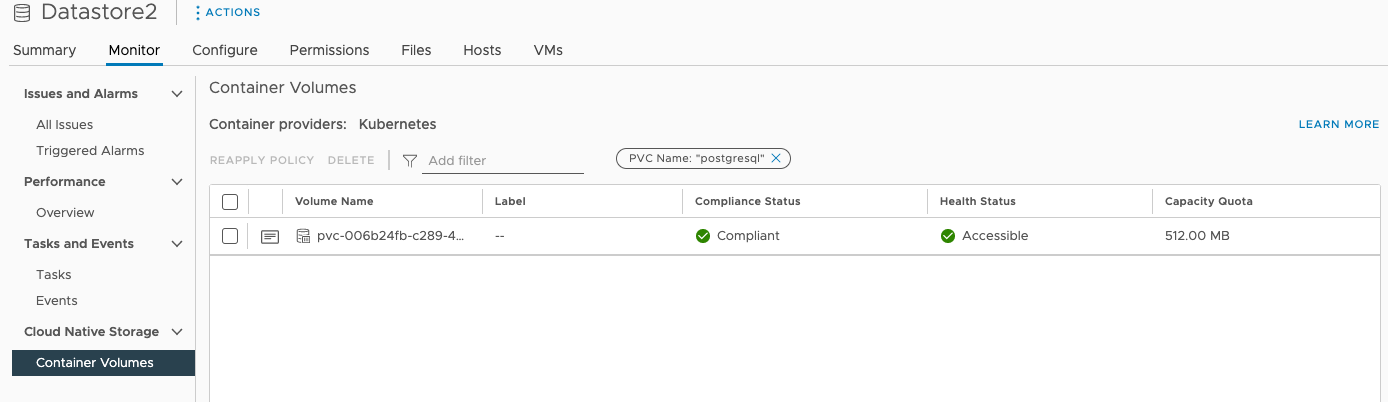 Datastore2
ACTIONS
Summary Monitor Configure Permissions Files Hosts VMs
Issues and Alarms
All Issues
Triggered Alarms
Performance
Overview
Tasks and Events
Tasks
Events
Cloud Native Storage
Container Volumes
Container Volumes
Container providers: Kubernetes
LEARN MORE
REAPPLY POLICY DELETE Add filter PVC Name: "postgresql"
Volume Name Label Compliance Status Health Status Capacity Quota
pvc-006b24fb-c289-4... -- Compliant Accessible 512.00 MB